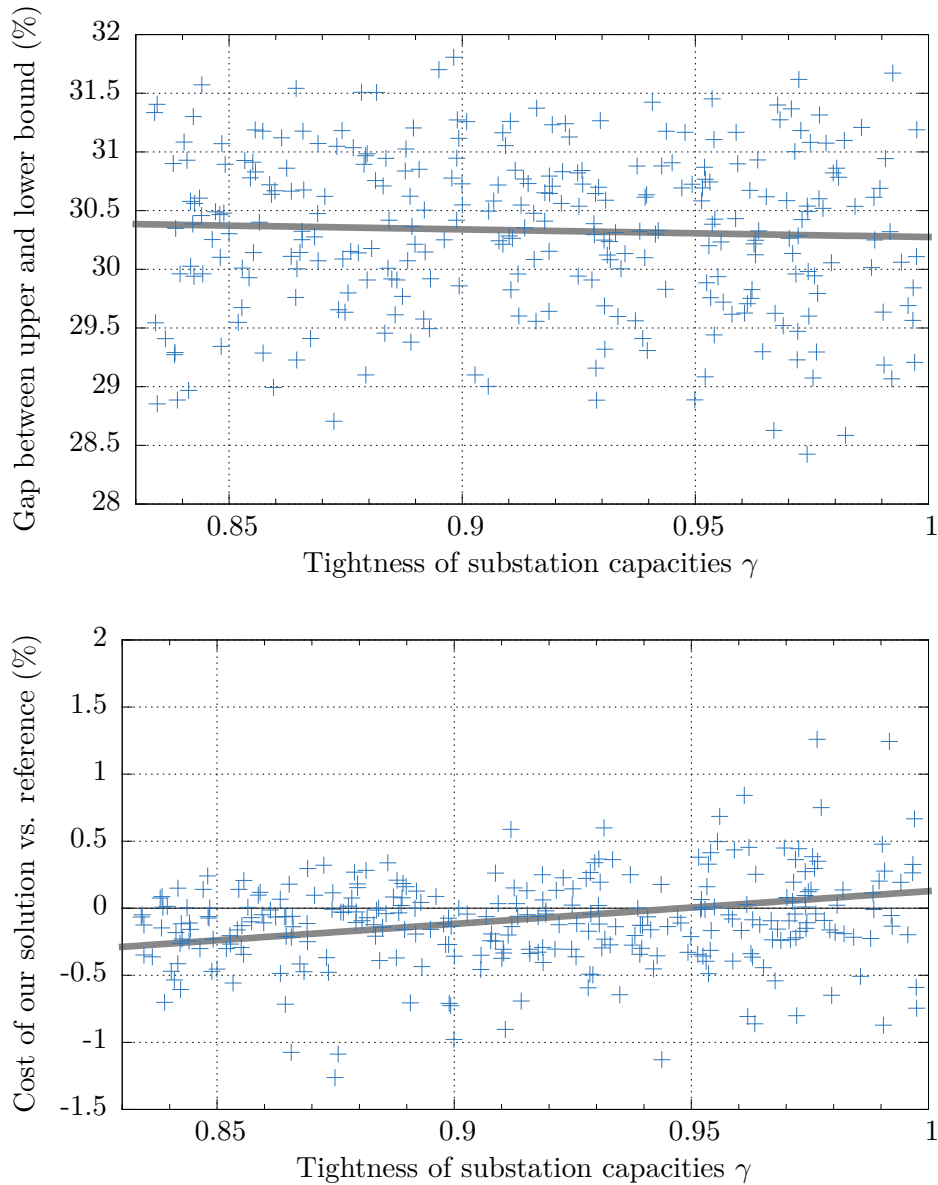 Gap between upper and lower bound (%)
32
31.5
31
30.5
30
29.5
29
28.5
28
0.85 0.9 0.95 1
Tightness of substation capacities γ
Cost of our solution vs. reference (%)
2
1.5
1
0.5
0
-0.5
-1
-1.5
0.85 0.9 0.95 1
Tightness of substation capacities γ